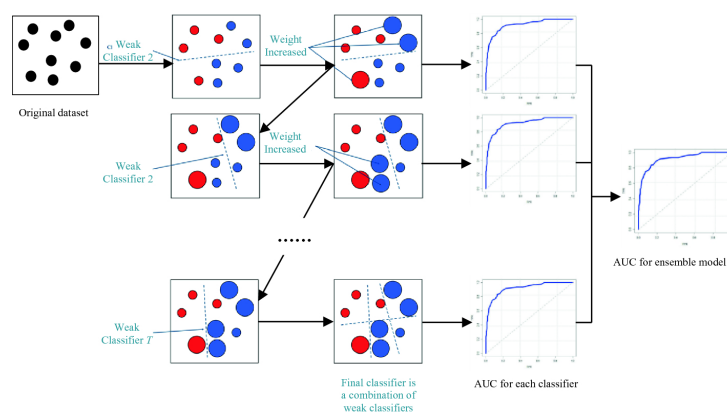 α Weak
Classifier 2
Weight
Increased
Original dataset
Weak
Classifier 2
Weight
Increased
......
AUC for ensemble model
Weak
Classifier T
Final classifier is
a combination of
weak classifiers
AUC for each classifier